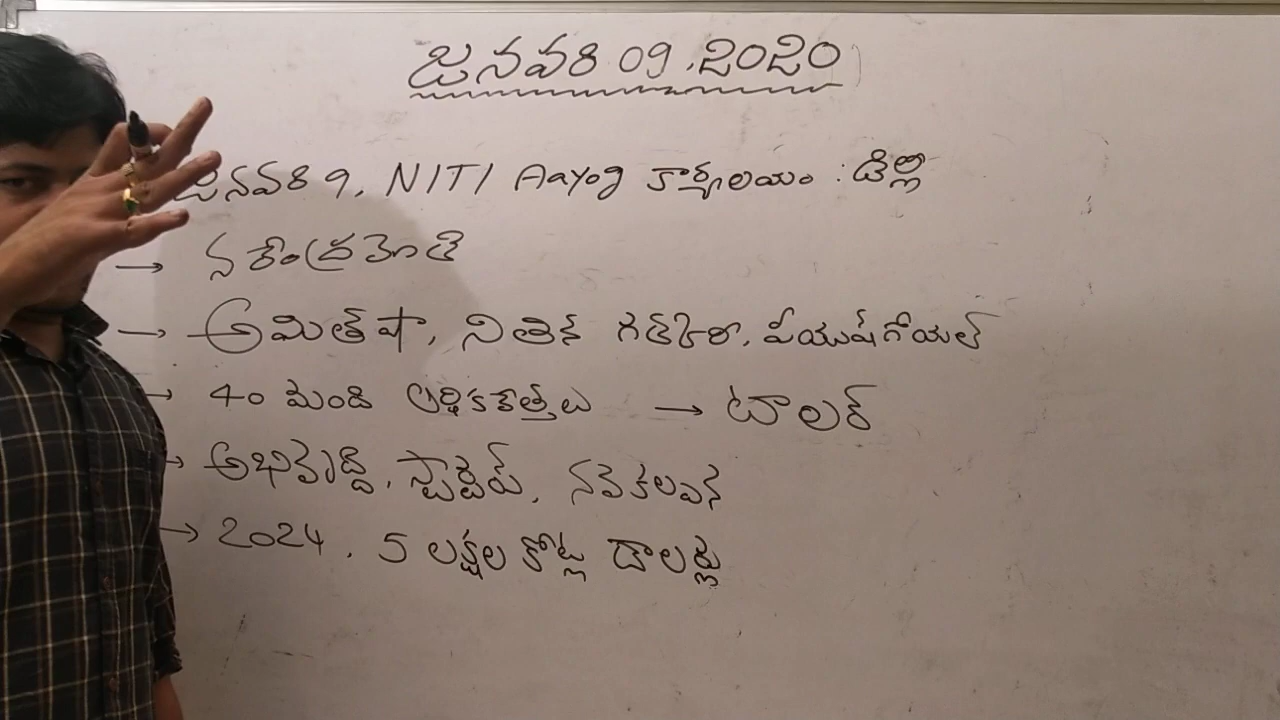 జనవరి 09, 2020
జనవరి 9, NITI Aayog కార్యాలయం : ఢిల్లీ
→ నరేంద్రమోది
→ అమిత్ షా, నితిన్ గడ్కరీ, పీయుష్ గోయల్
→ 40 మంది ఆర్థికవేత్తలు → టాలర్
→ అభివృద్ధి, స్టార్టప్, నవకల్పన
→ 2024, 5 లక్షల కోట్ల డాలర్లు